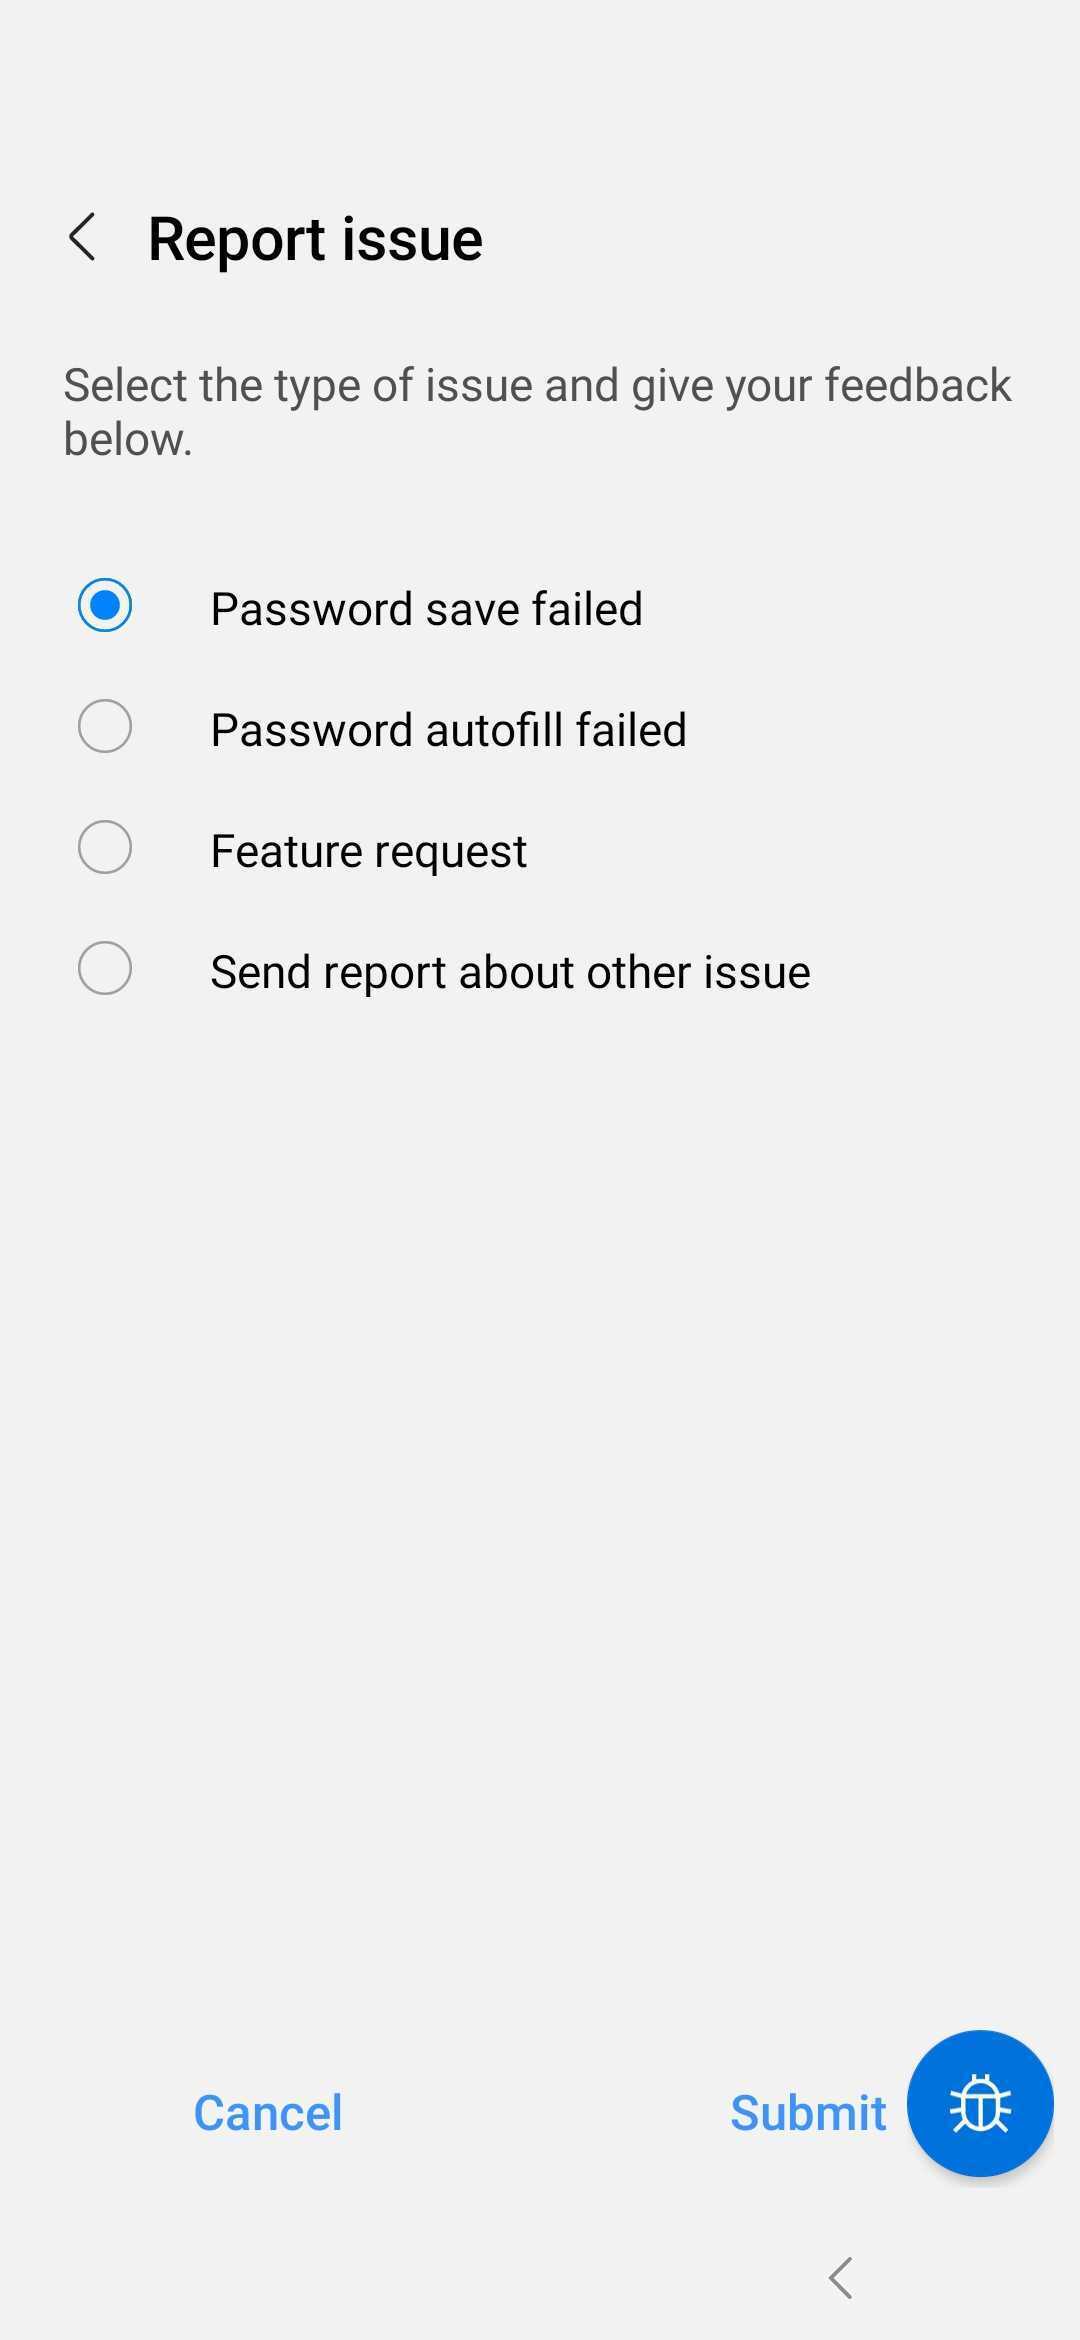 Report issue
Select the type of issue and give your feedback
below.
Password save failed
Password autofill failed
Feature request
Send report about other issue
Cancel
Submit